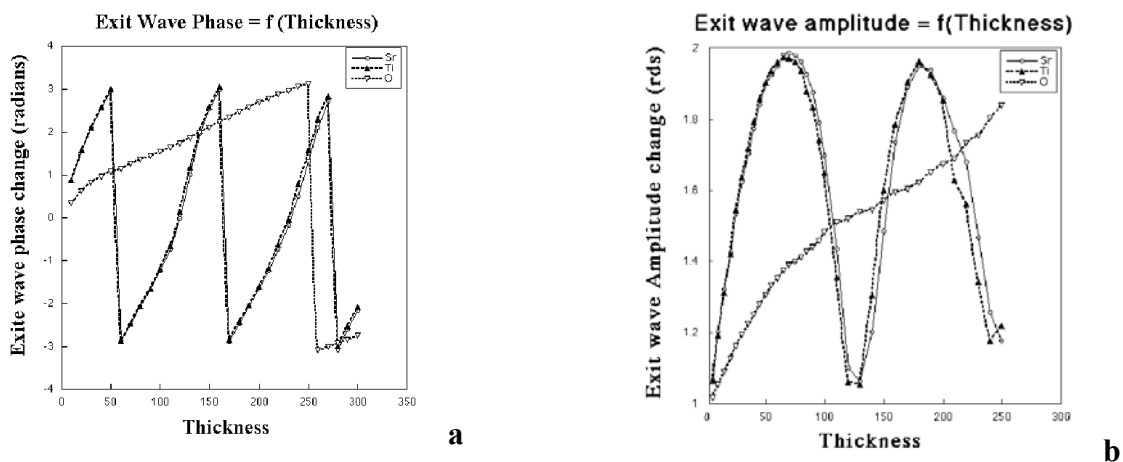 Exit Wave Phase = f (Thickness)
4
3
2
1
0
-1
-2
-3
-4
0 50 100 150 200 250 300 350
Exite wave phase change (radians)
Thickness
Sr
Ti
O
a
Exit wave amplitude = f(Thickness)
2
1.8
1.6
1.4
1.2
1
0 50 100 150 200 250 300
Exit wave Amplitude change (rds)
Thickness
Sr
Ti
O
b